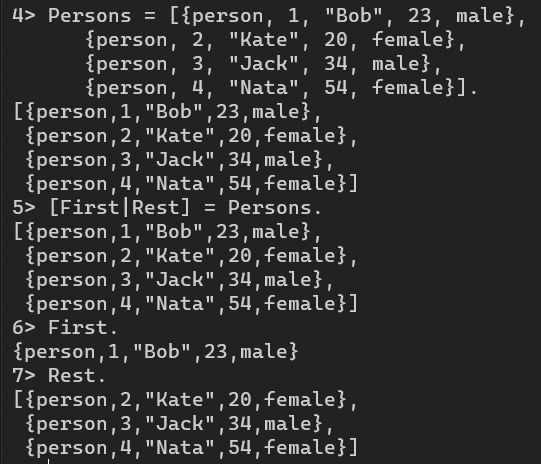 4> Persons = [{person, 1, "Bob", 23, male},
{person, 2, "Kate", 20, female},
{person, 3, "Jack", 34, male},
{person, 4, "Nata", 54, female}].
[{person,1,"Bob",23,male},
{person,2,"Kate",20,female},
{person,3,"Jack",34,male},
{person,4,"Nata",54,female}]
5> [First|Rest] = Persons.
[{person,1,"Bob",23,male},
{person,2,"Kate",20,female},
{person,3,"Jack",34,male},
{person,4,"Nata",54,female}]
6> First.
{person,1,"Bob",23,male}
7> Rest.
[{person,2,"Kate",20,female},
{person,3,"Jack",34,male},
{person,4,"Nata",54,female}]